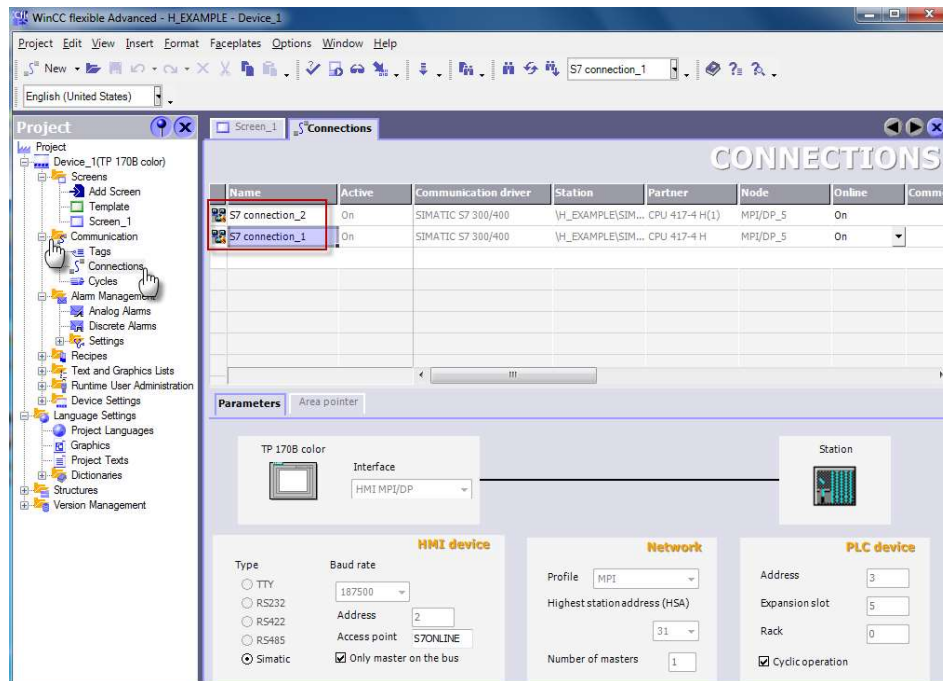 WinCC flexible Advanced - H_EXAMPLE - Device_1
Project Edit View Insert Format Faceplates Options Window Help
New
S7 connection_1
English (United States)
Project
Screen_1
Connections
Project
Device_1(TP 170B color)
Screens
Add Screen
Template
Screen_1
Communication
Tags
Connections
Cycles
Alarm Management
Analog Alarms
Discrete Alarms
Settings
Recipes
Text and Graphics Lists
Runtime User Administration
Device Settings
Language Settings
Project Languages
Graphics
Project Texts
Dictionaries
Structures
Version Management
CONNECTIONS
Name Active Communication driver Station Partner Node Online Comm
S7 connection_2 On SIMATIC S7 300/400 \H_EXAMPLE\SIM... CPU 417-4 H(1) MPI/DP_5 On
S7 connection_1 On SIMATIC S7 300/400 \H_EXAMPLE\SIM... CPU 417-4 H MPI/DP_5 On
Parameters Area pointer
TP 170B color
Interface
HMI MPI/DP
Station
HMI device
Type
TTY
RS232
RS422
RS485
Simatic
Baud rate
187500
Address 2
Access point S7ONLINE
Only master on the bus
Network
Profile MPI
Highest station address (HSA)
31
Number of masters 1
PLC device
Address 3
Expansion slot 5
Rack 0
Cyclic operation